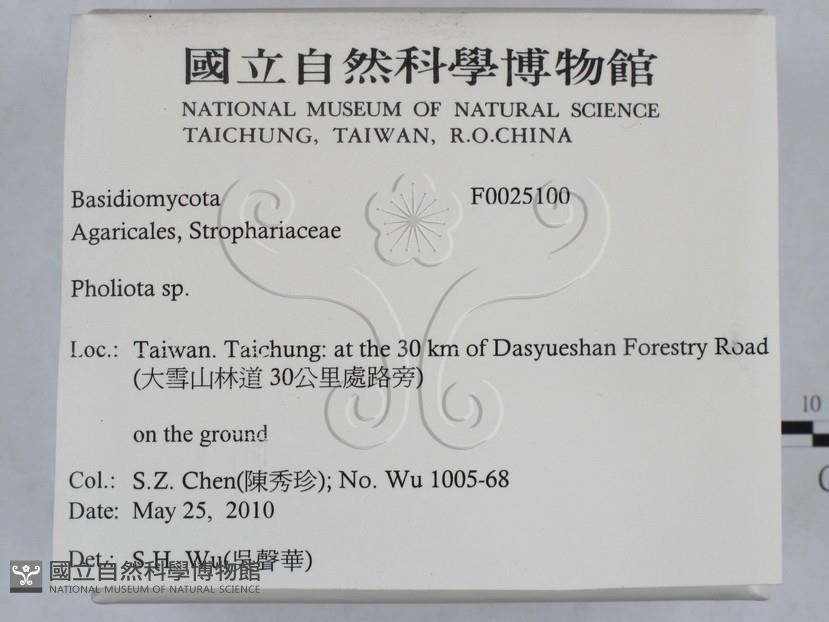 國立自然科學博物館
NATIONAL MUSEUM OF NATURAL SCIENCE
TAICHUNG, TAIWAN, R.O.CHINA
Basidiomycota F0025100
Agaricales, Strophariaceae
Pholiota sp.
Loc.: Taiwan. Taichung: at the 30 km of Dasyueshan Forestry Road
(大雪山林道 30公里處路旁)
10
on the ground
Col.: S.Z. Chen(陳秀珍); No. Wu 1005-68
Date: May 25, 2010
Det.: S.H. Wu(吳聲華)
國立自然科學博物館
NATIONAL MUSEUM OF NATURAL SCIENCE